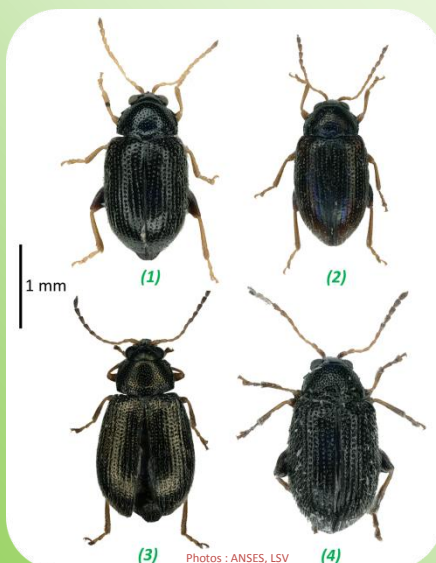 (1)
(2)
1 mm
(3)
Photos : ANSES, LSV
(4)